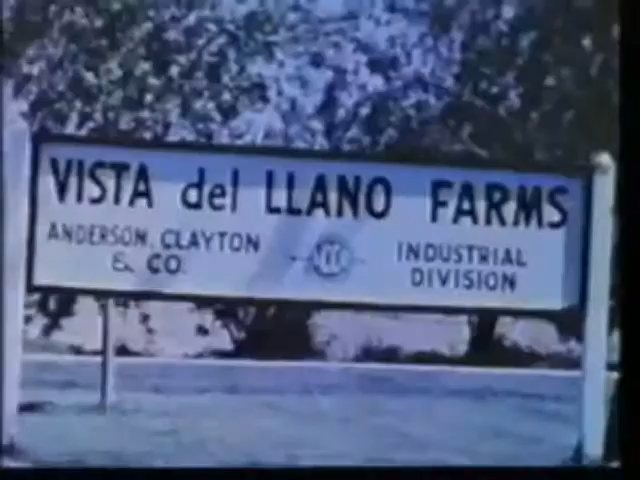 VISTA del LLANO FARMS
ANDERSON, CLAYTON
& CO.
INDUSTRIAL
DIVISION